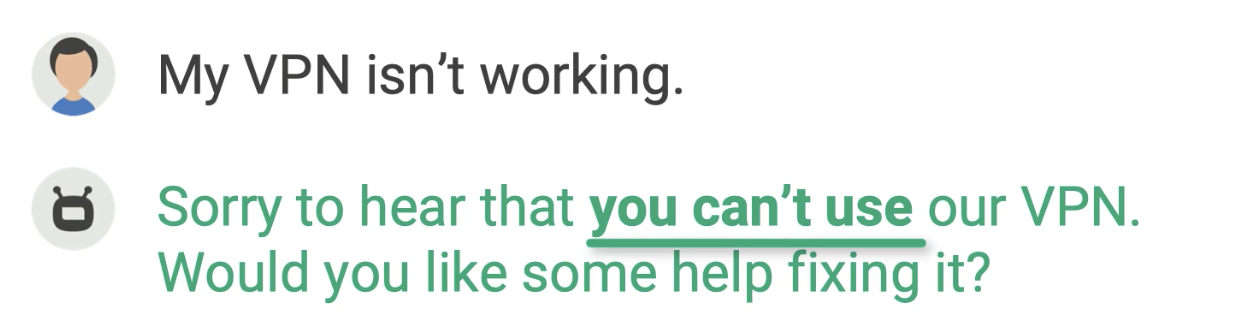 My VPN isn’t working.
Sorry to hear that you can’t use our VPN.
Would you like some help fixing it?